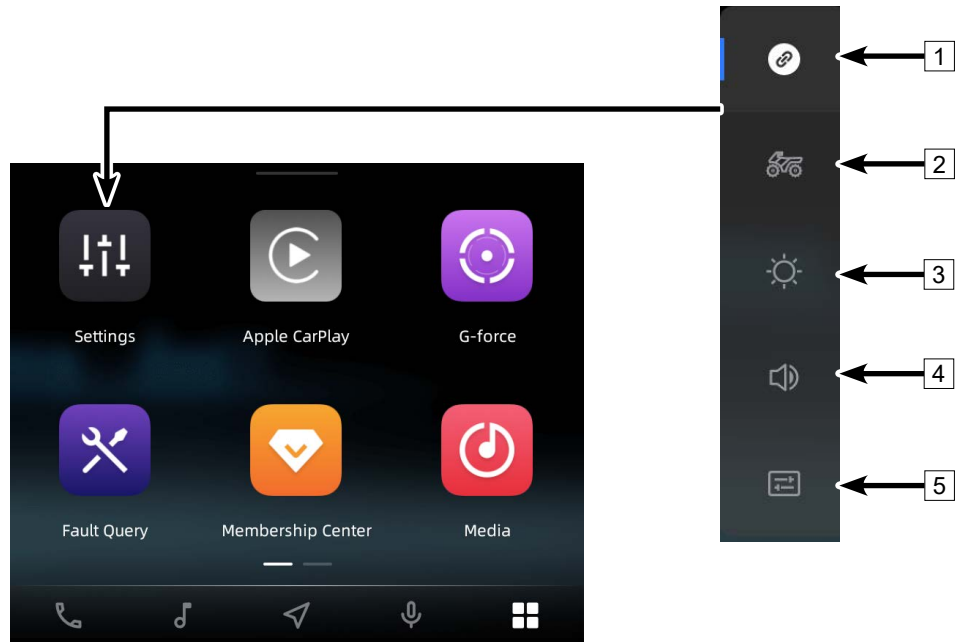 1
2
3
Settings
Apple CarPlay
G-force
4
5
Fault Query
Membership Center
Media